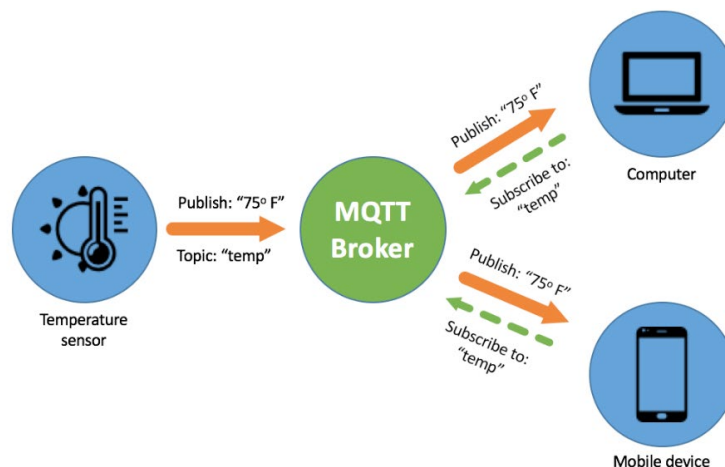 Temperature
sensor
Publish: “75º F”
Topic: “temp”
MQTT
Broker
Publish: “75º F”
Subscribe to:
“temp”
Computer
Publish: “75º F”
Subscribe to:
“temp”
Mobile device